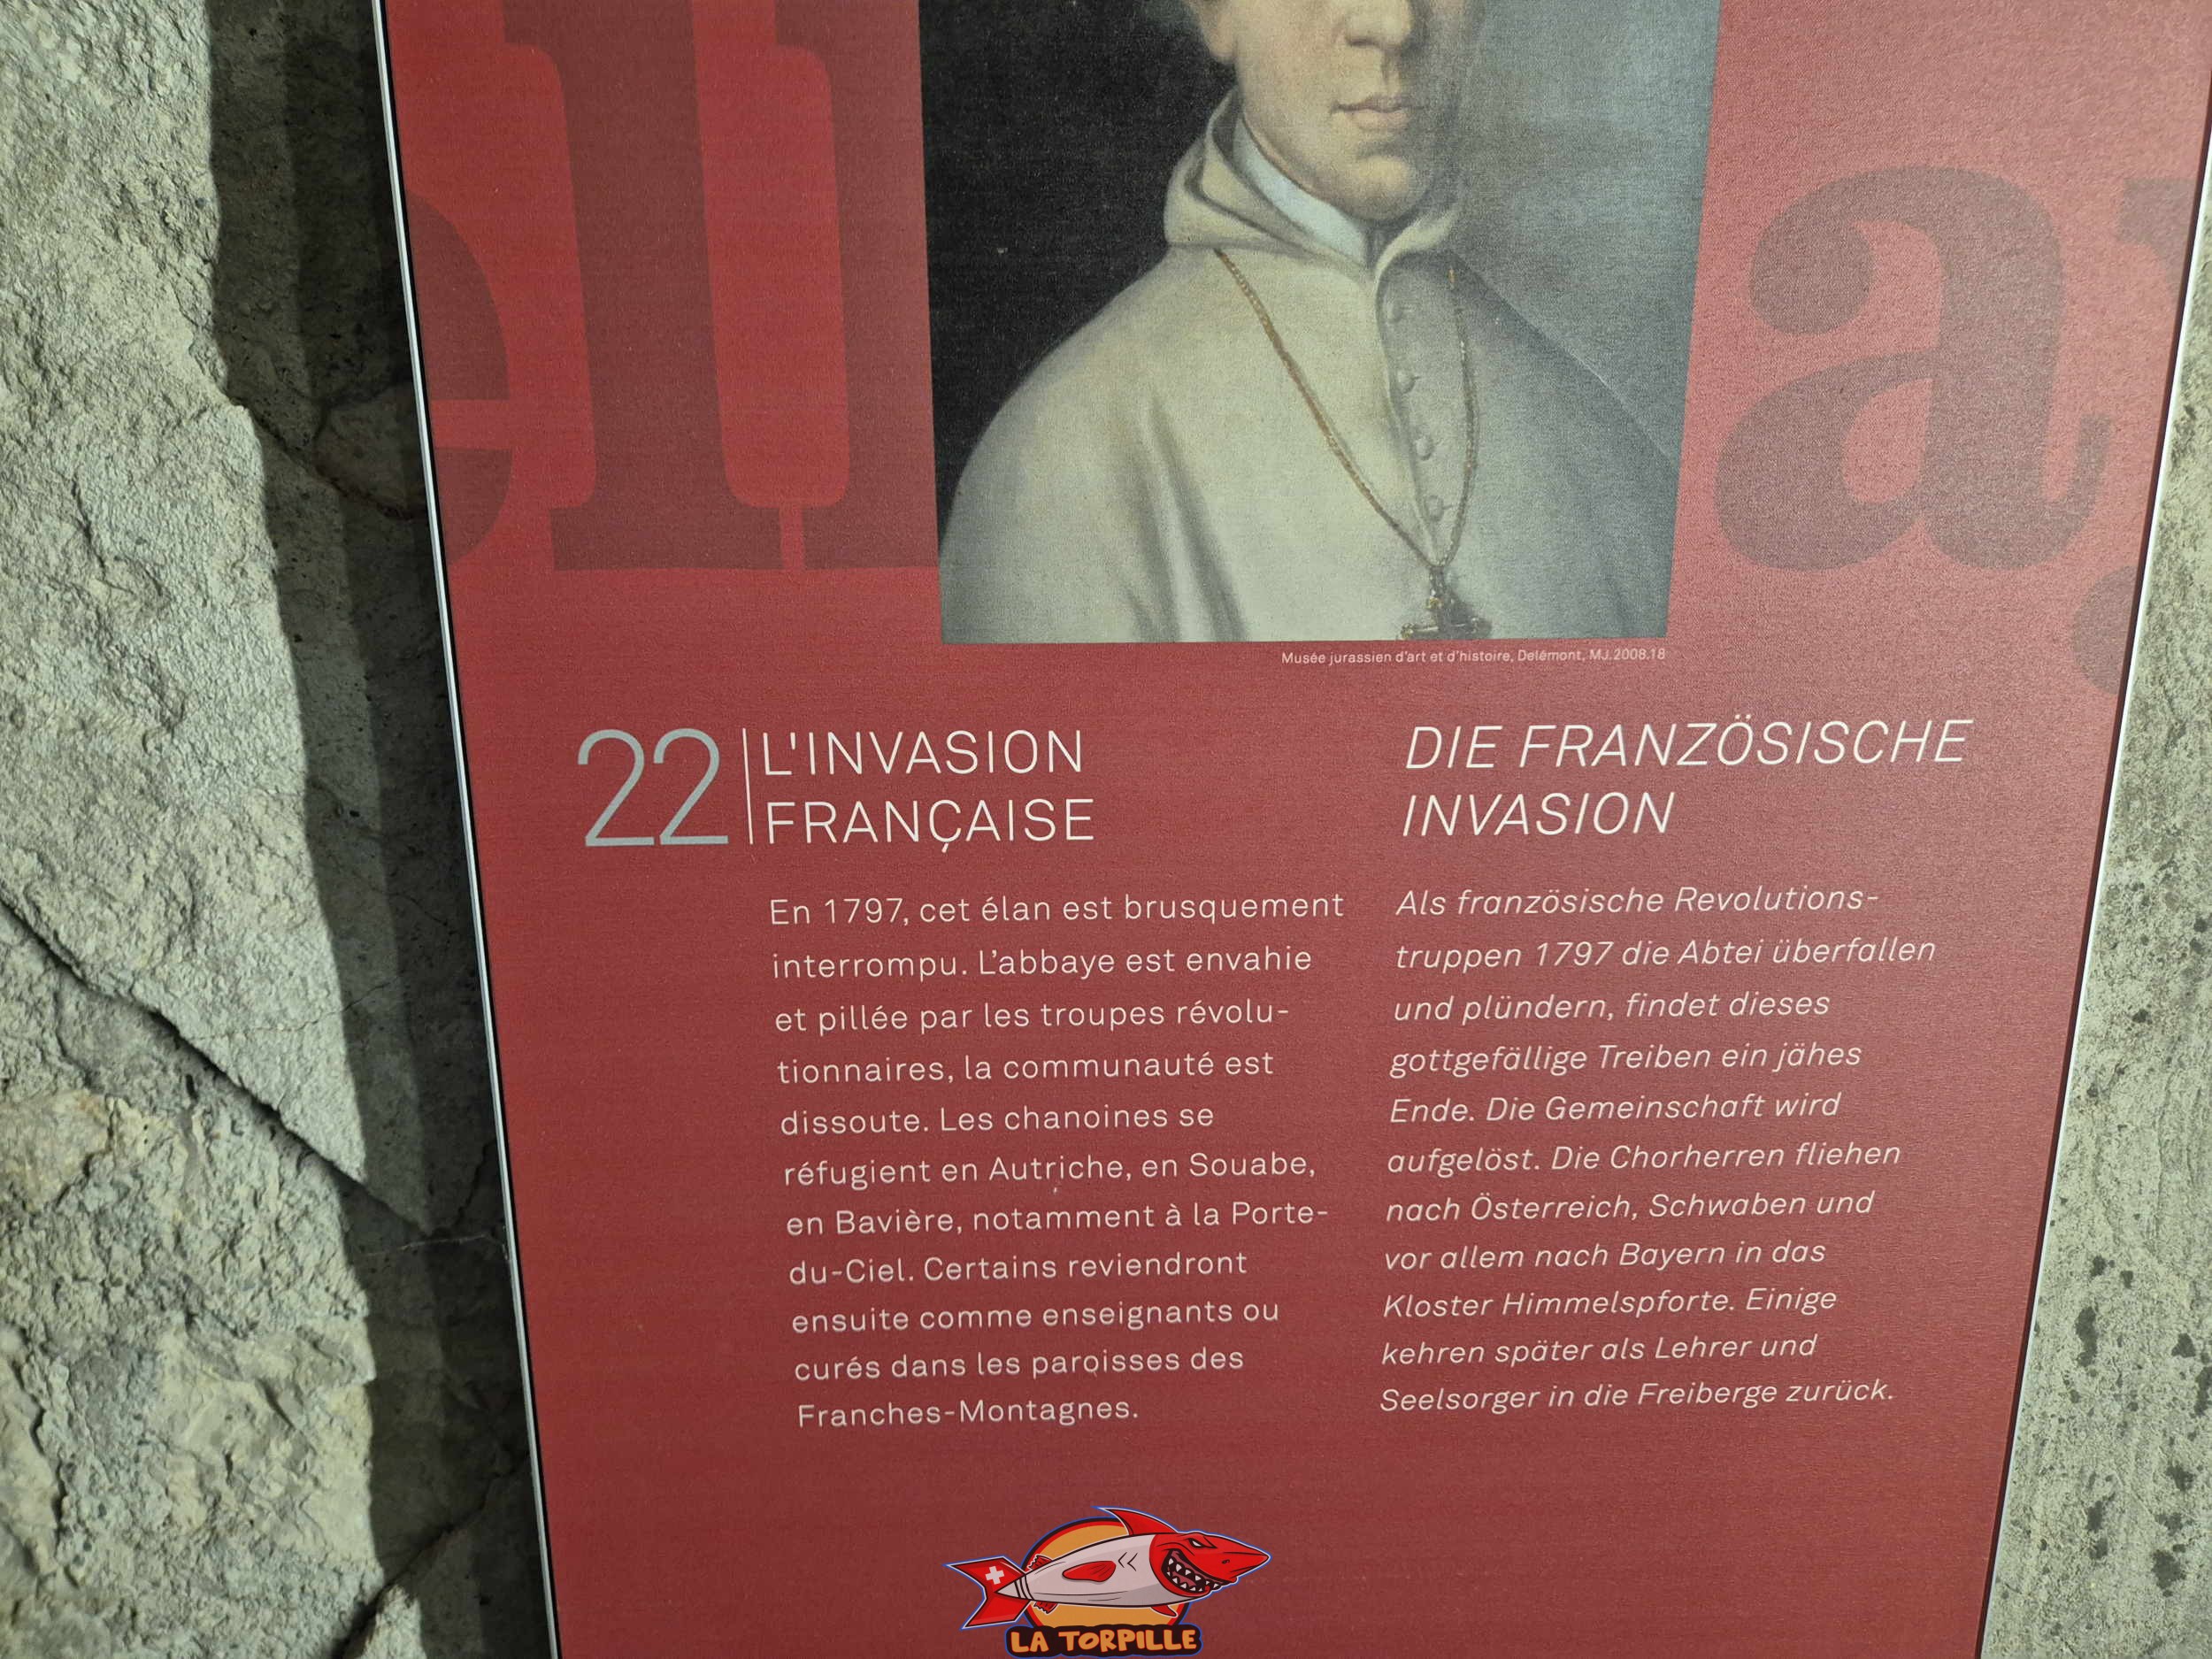 ella
Musée jurassien d'art et d'histoire, Delémont, MJ.2008.18
22
L'INVASION
FRANÇAISE
En 1797, cet élan est brusquement
interrompu. L'abbaye est envahie
et pillée par les troupes révolu-
tionnaires, la communauté est
dissoute. Les chanoines se
réfugient en Autriche, en Souabe,
en Bavière, notamment à la Porte-
du-Ciel. Certains reviendront
ensuite comme enseignants ou
curés dans les paroisses des
Franches-Montagnes.
DIE FRANZÖSISCHE
INVASION
Als französische Revolutions-
truppen 1797 die Abtei überfallen
und plündern, findet dieses
gottgefällige Treiben ein jähes
Ende. Die Gemeinschaft wird
aufgelöst. Die Chorherren fliehen
nach Österreich, Schwaben und
vor allem nach Bayern in das
Kloster Himmelspforte. Einige
kehren später als Lehrer und
Seelsorger in die Freiberge zurück.
LA TORPILLE